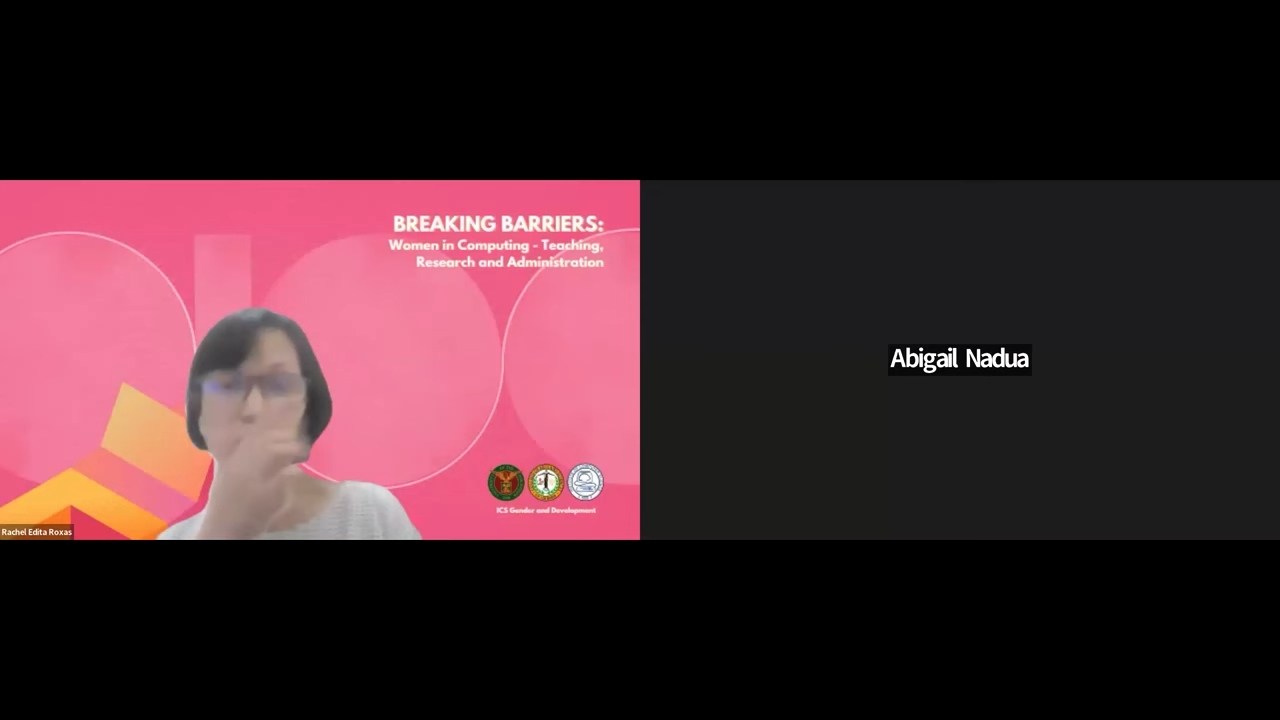 BREAKING BARRIERS:
Women in Computing - Teaching,
Research and Administration
ICS Gender and Development
Rachel Edita Roxas
Abigail Nadua